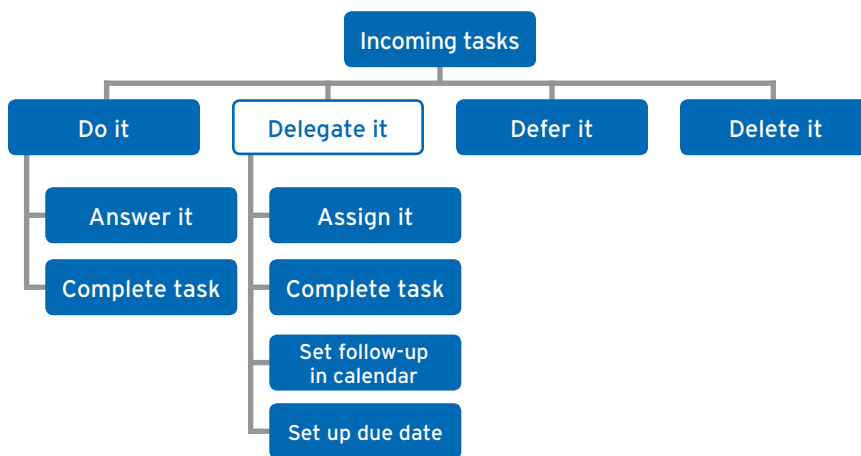 Incoming tasks
Do it
Delegate it
Defer it
Delete it
Answer it
Assign it
Complete task
Complete task
Set follow-up
in calendar
Set up due date